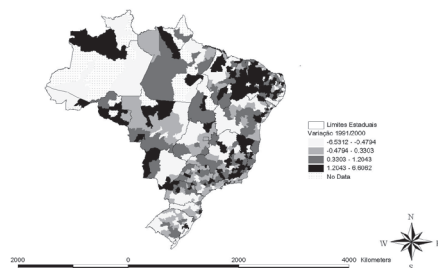 Limites Estaduais
Variação 1991/2000
-6.5312 - -0.4794
-0.4794 - 0.3303
0.3303 - 1.2043
1.2043 - 6.6082
No Data
N
W
E
S
2000
0
2000
4000 Kilometers